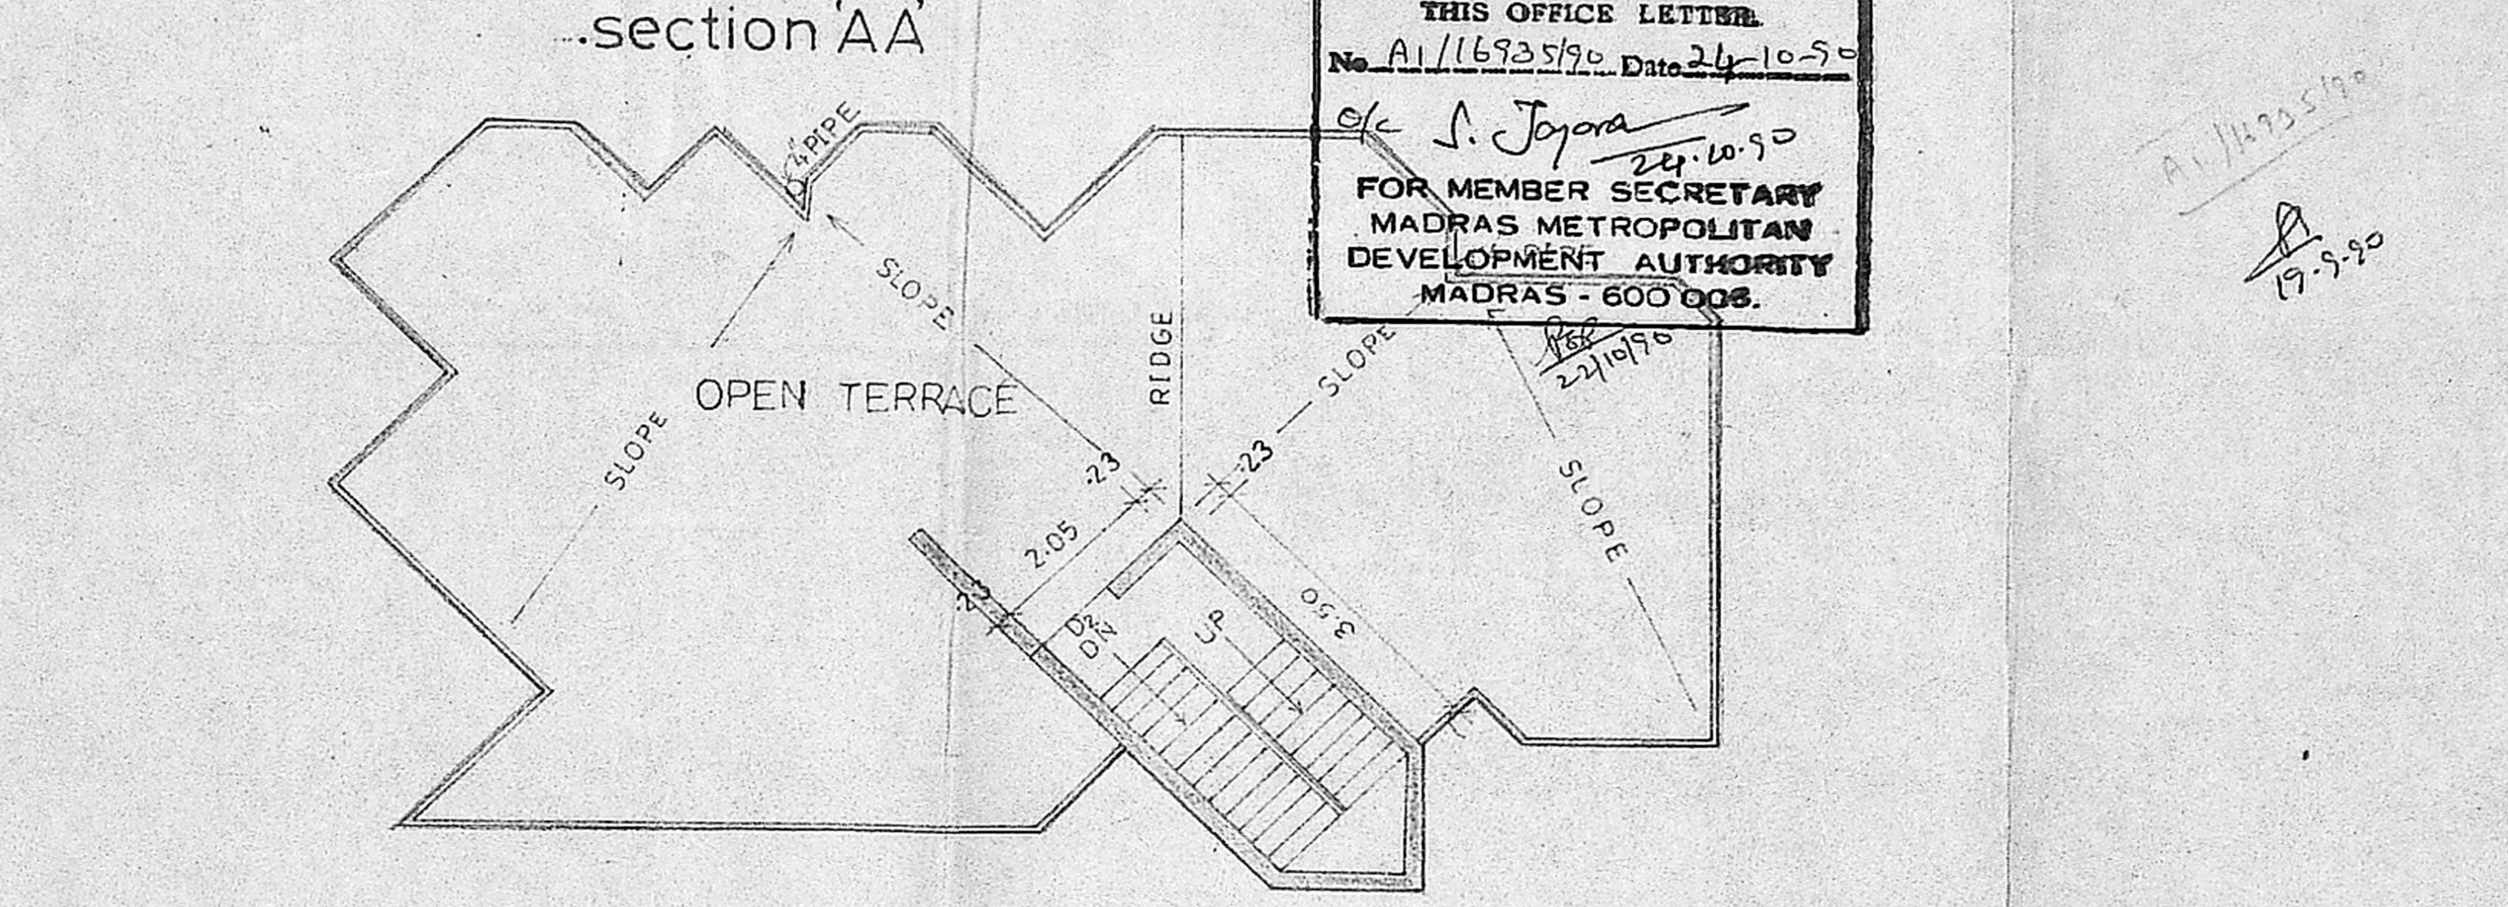 section 'AA'
THIS OFFICE LETTER.
No A1/16935/90 Date 24-10-90
O/c
24.10.90
FOR MEMBER SECRETARY
MADRAS METROPOLITAN
DEVELOPMENT AUTHORITY
MADRAS - 600 008.
22/10/90
A1/16935/90
19-9-90
4" PIPE
SLOPE
RIDGE
SLOPE
OPEN TERRACE
SLOPE
SLOPE
.23
.23
2.05
.23
3.50
D2
DN
UP